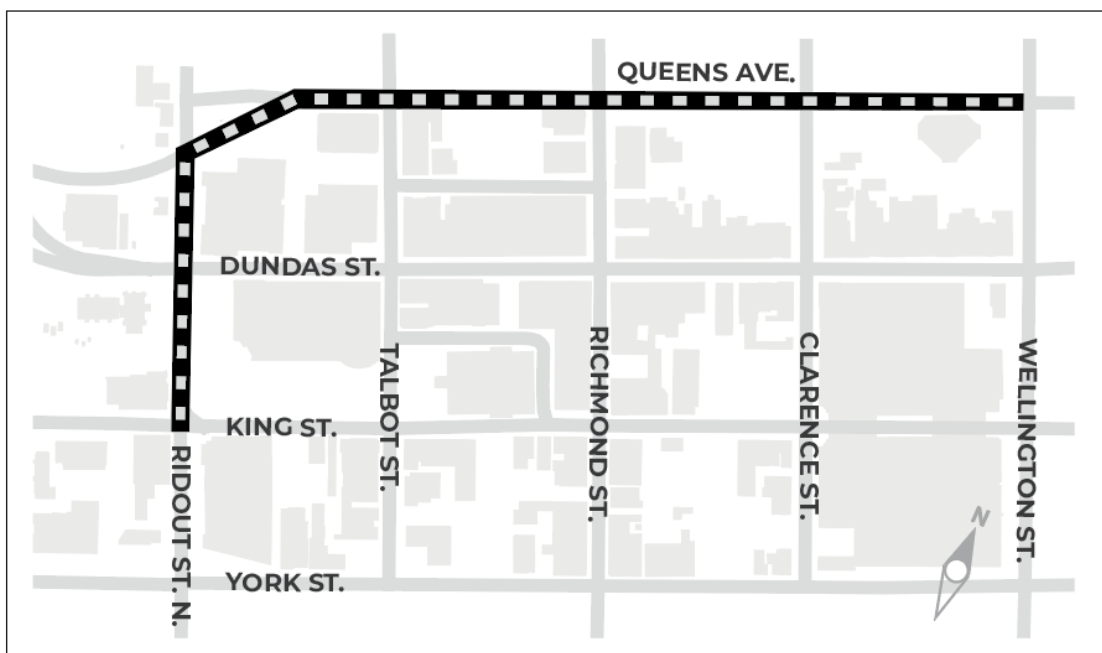 QUEENS AVE.
DUNDAS ST.
TALBOT ST.
RICHMOND ST.
CLARENCE ST.
WELLINGTON ST.
KING ST.
RIDOUT ST. N.
N
YORK ST.